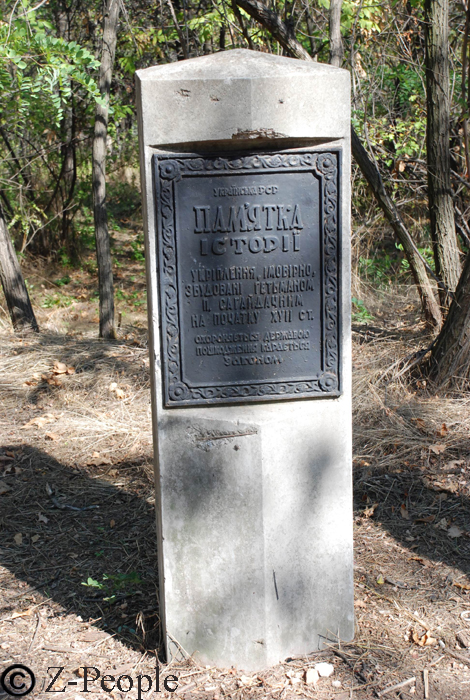 УКРАЇНСЬКА РСР
ПАМ'ЯТКА
ІСТОРІЇ
УКРІПЛЕННЯ, ІМОВІРНО,
ЗБУДОВАНІ ГЕТЬМАНОМ
П. САГАЙДАЧНИМ
НА ПОЧАТКУ XVII СТ.
ОХОРОНЯЄТЬСЯ ДЕРЖАВОЮ
ПОШКОДЖЕННЯ КАРАЄТЬСЯ
ЗАКОНОМ
© Z-People